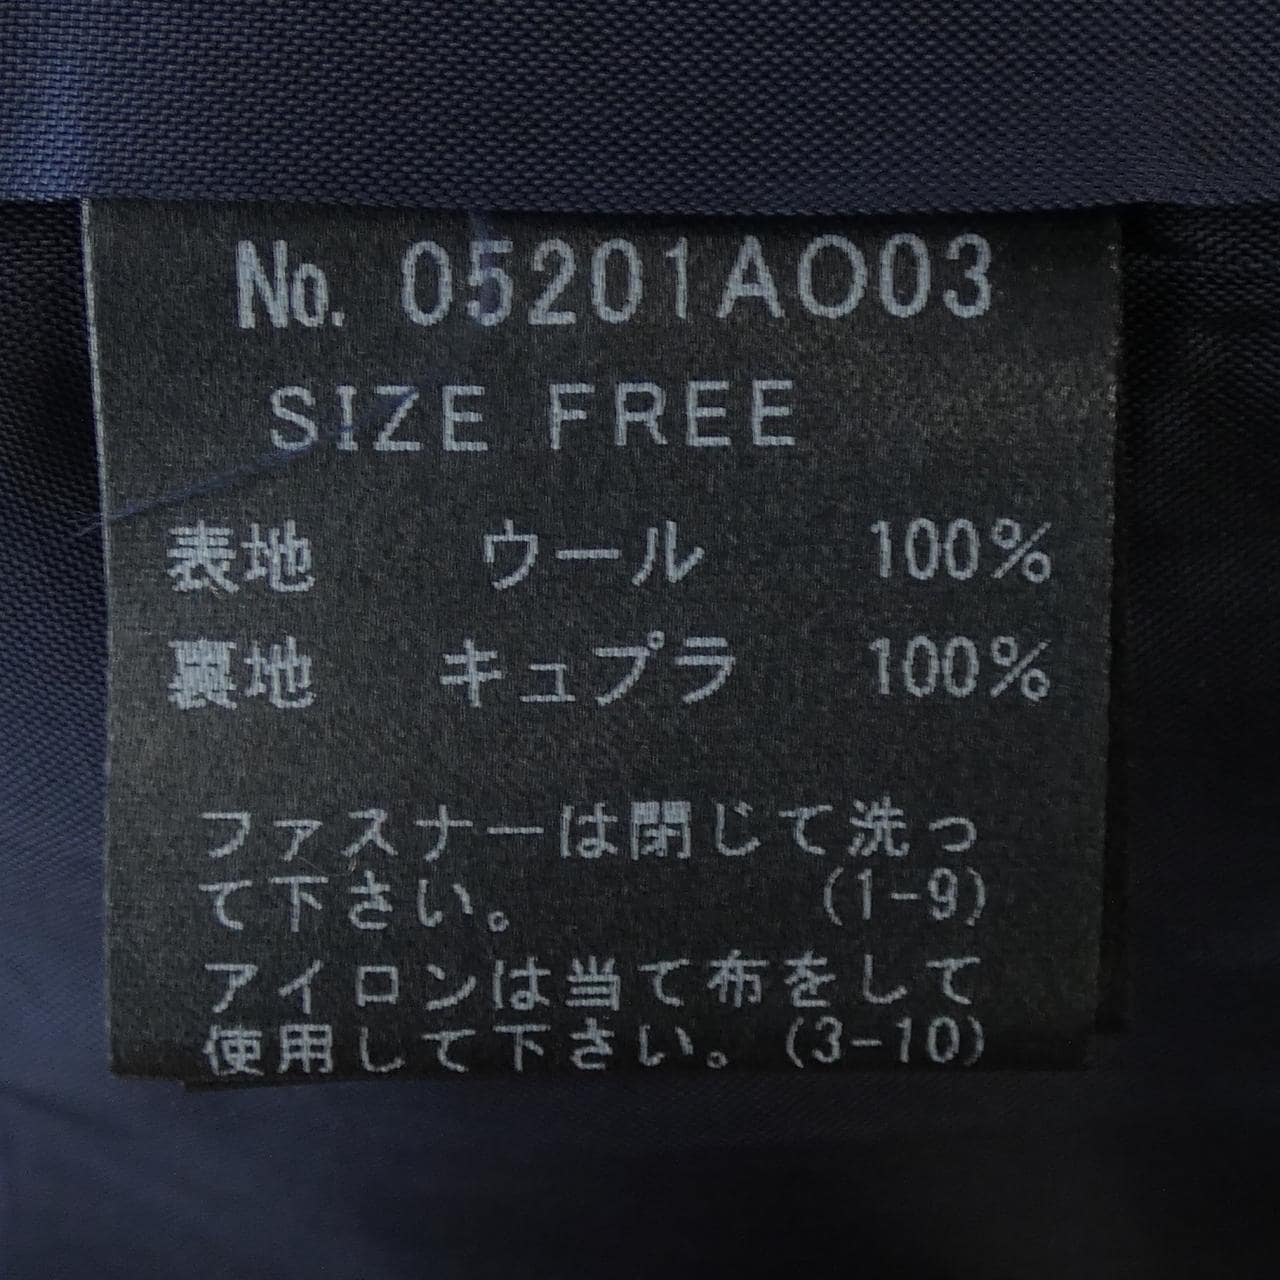 No. 05201AO03
SIZE FREE
表地 ウール 100%
裏地 キュプラ 100%
ファスナーは閉じて洗っ
て下さい。 (1-9)
アイロンは当て布をして
使用して下さい。(3-10)